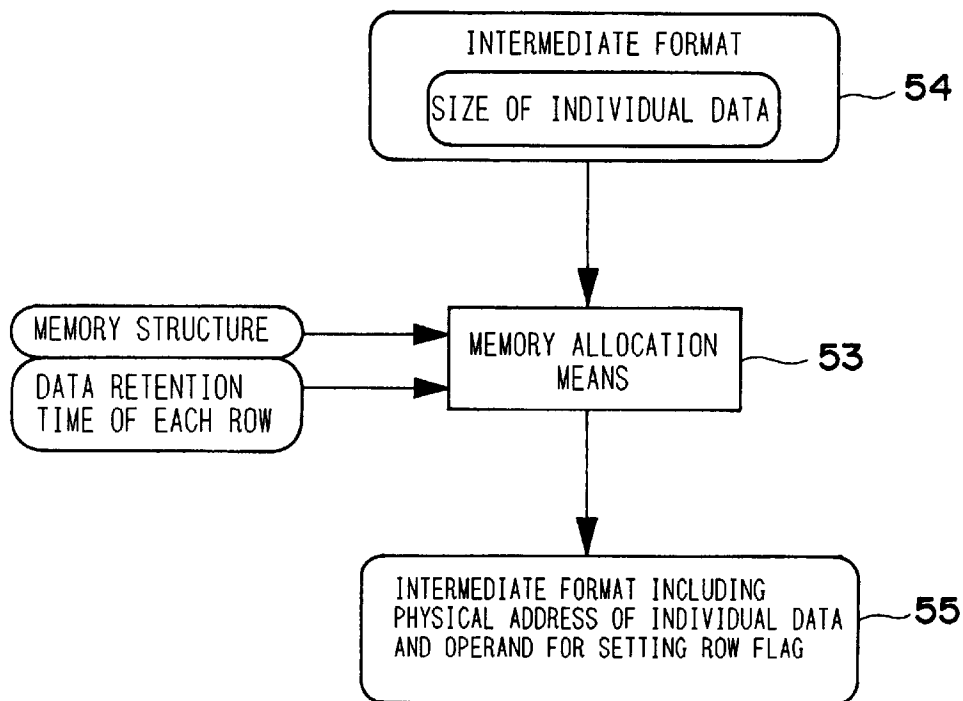 INTERMEDIATE FORMAT
SIZE OF INDIVIDUAL DATA
54
MEMORY STRUCTURE
DATA RETENTION
TIME OF EACH ROW
MEMORY ALLOCATION
MEANS
53
INTERMEDIATE FORMAT INCLUDING
PHYSICAL ADDRESS OF INDIVIDUAL DATA
AND OPERAND FOR SETTING ROW FLAG
55